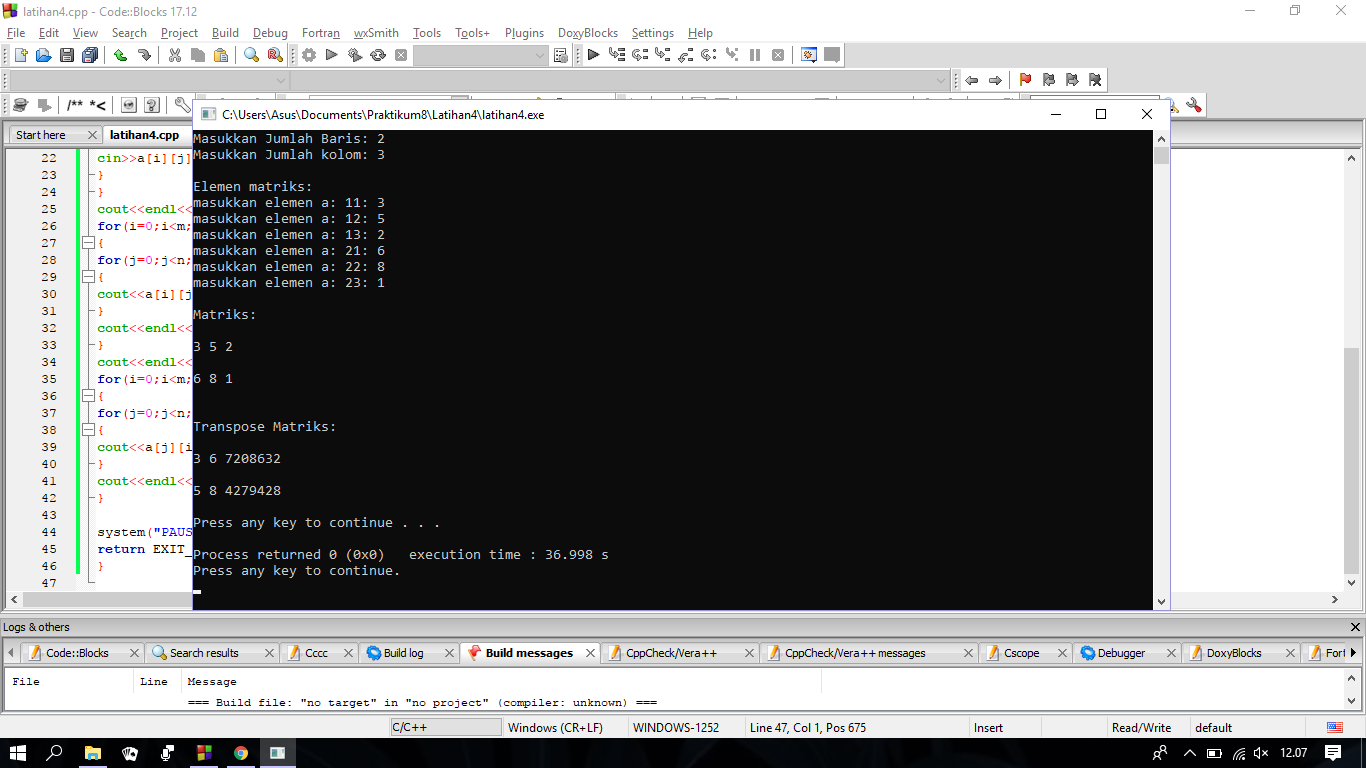 latihan4.cpp - Code::Blocks 17.12
File Edit View Search Project Build Debug Fortran wxSmith Tools Tools+ Plugins DoxyBlocks Settings Help
/** *<
C:\Users\Asus\Documents\Praktikum8\Latihan4\latihan4.exe
Start here latihan4.cpp
22 cin>>a[i][j]
23 }
24 }
25 cout<<endl<<
26 for(i=0;i<m;
27 {
28 for(j=0;j<n;
29 {
30 cout<<a[i][j
31 }
32 cout<<endl<<
33 }
34 cout<<endl<<
35 for(i=0;i<m;
36 {
37 for(j=0;j<n;
38 {
39 cout<<a[j][i
40 }
41 cout<<endl<<
42 }
43
44 system("PAUS
45 return EXIT_
46 }
47
Masukkan Jumlah Baris: 2
Masukkan Jumlah kolom: 3
Elemen matriks:
masukkan elemen a: 11: 3
masukkan elemen a: 12: 5
masukkan elemen a: 13: 2
masukkan elemen a: 21: 6
masukkan elemen a: 22: 8
masukkan elemen a: 23: 1
Matriks:
3 5 2
6 8 1
Transpose Matriks:
3 6 7208632
5 8 4279428
Press any key to continue . . .
Process returned 0 (0x0)   execution time : 36.998 s
Press any key to continue.
Logs & others
Code::Blocks Search results Cccc Build log Build messages CppCheck/Vera++ CppCheck/Vera++ messages Cscope Debugger DoxyBlocks Fort
File Line Message
=== Build file: "no target" in "no project" (compiler: unknown) ===
C/C++ Windows (CR+LF) WINDOWS-1252 Line 47, Col 1, Pos 675 Insert Read/Write default
12.07